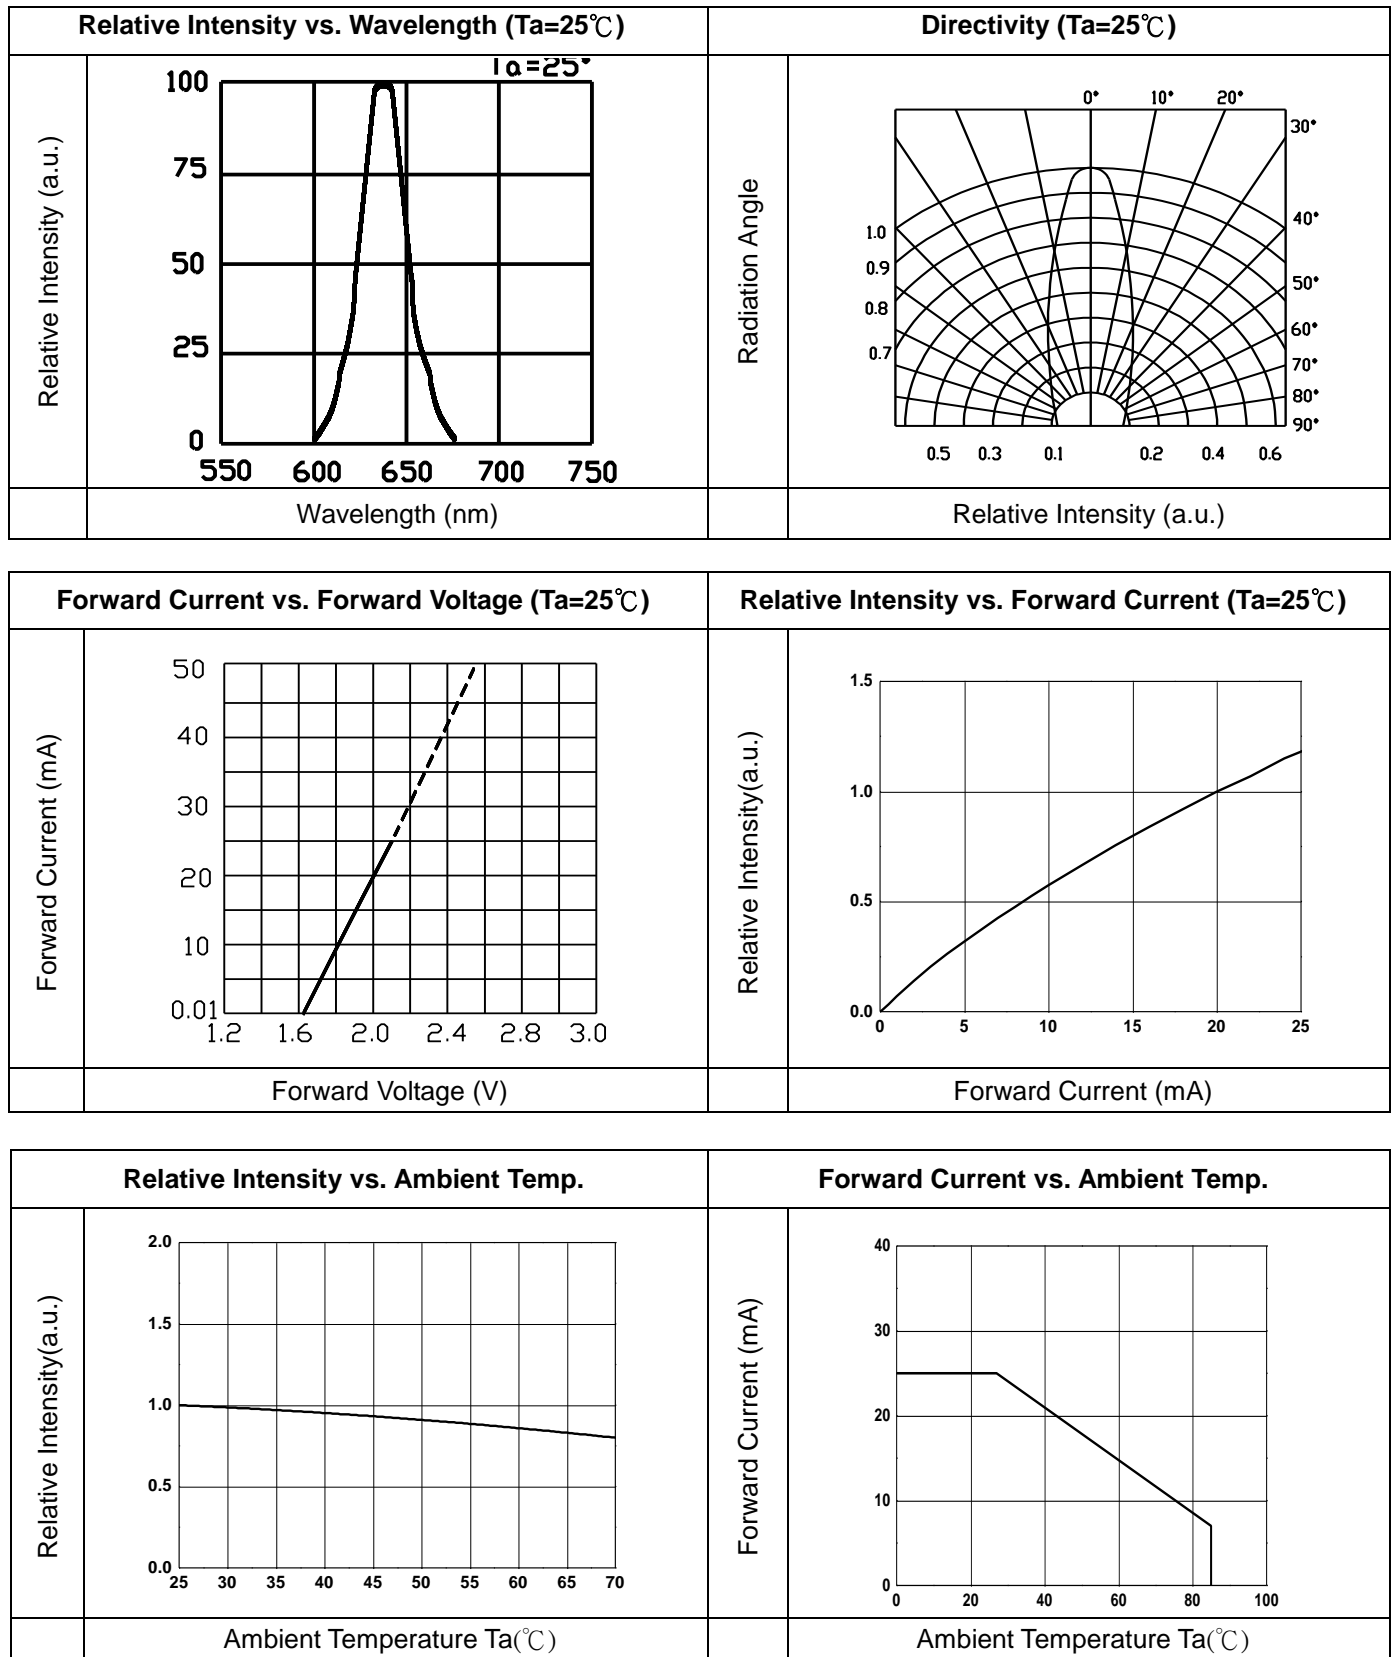 Relative Intensity vs. Wavelength (Ta=25℃)
Directivity (Ta=25℃)
Relative Intensity (a.u.)
Ta=25°
100
75
50
25
0
550 600 650 700 750
Wavelength (nm)
Radiation Angle
0° 10° 20°
30°
40°
50°
60°
70°
80°
90°
1.0
0.9
0.8
0.7
0.5 0.3 0.1 0.2 0.4 0.6
Relative Intensity (a.u.)
Forward Current vs. Forward Voltage (Ta=25℃)
Relative Intensity vs. Forward Current (Ta=25℃)
Forward Current (mA)
50
40
30
20
10
0.01
1.2 1.6 2.0 2.4 2.8 3.0
Forward Voltage (V)
Relative Intensity(a.u.)
1.5
1.0
0.5
0.0
0 5 10 15 20 25
Forward Current (mA)
Relative Intensity vs. Ambient Temp.
Forward Current vs. Ambient Temp.
Relative Intensity(a.u.)
2.0
1.5
1.0
0.5
0.0
25 30 35 40 45 50 55 60 65 70
Ambient Temperature Ta(℃)
Forward Current (mA)
40
30
20
10
0
0 20 40 60 80 100
Ambient Temperature Ta(℃)